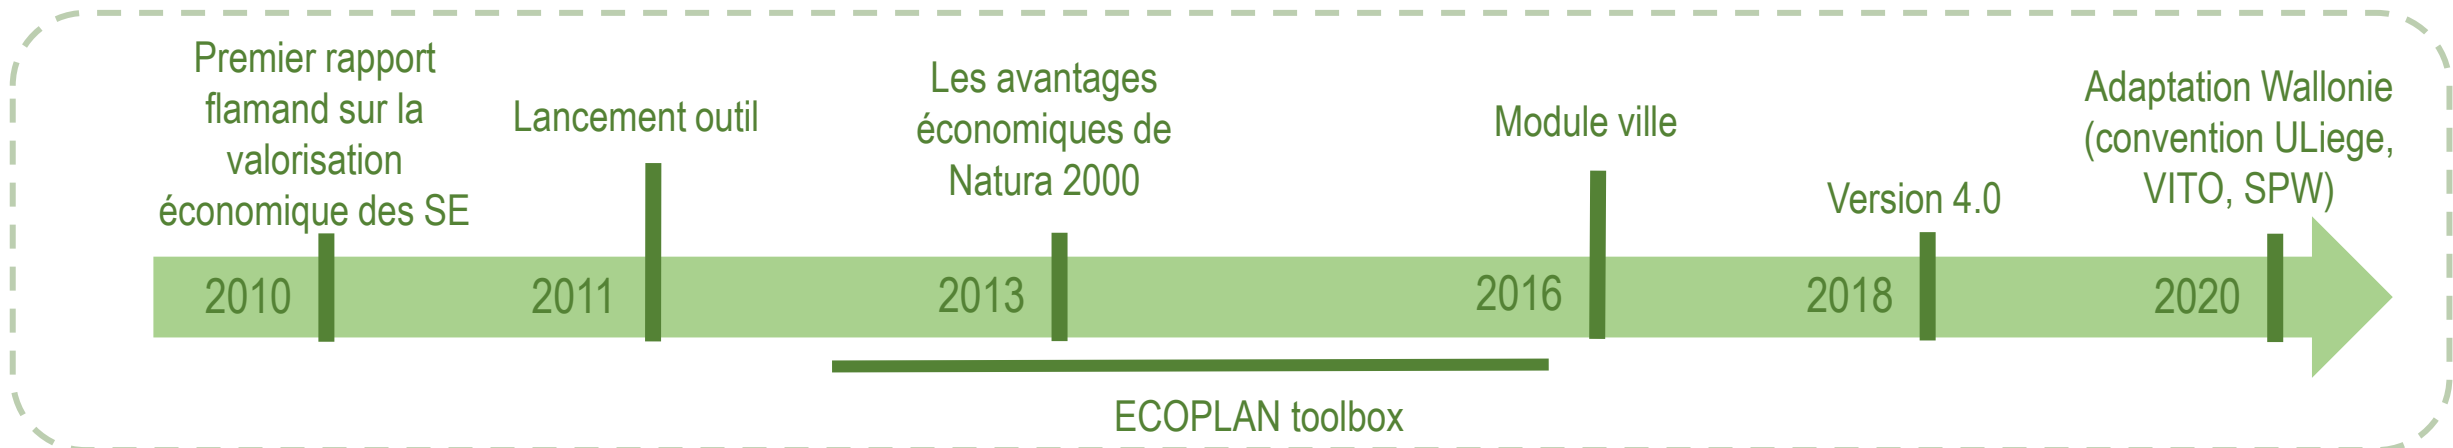 Premier rapport
flamand sur la
valorisation
économique des SE
Lancement outil
Les avantages
économiques de
Natura 2000
Module ville
Version 4.0
Adaptation Wallonie
(convention ULiege,
VITO, SPW)
2010
2011
2013
2016
2018
2020
ECOPLAN toolbox